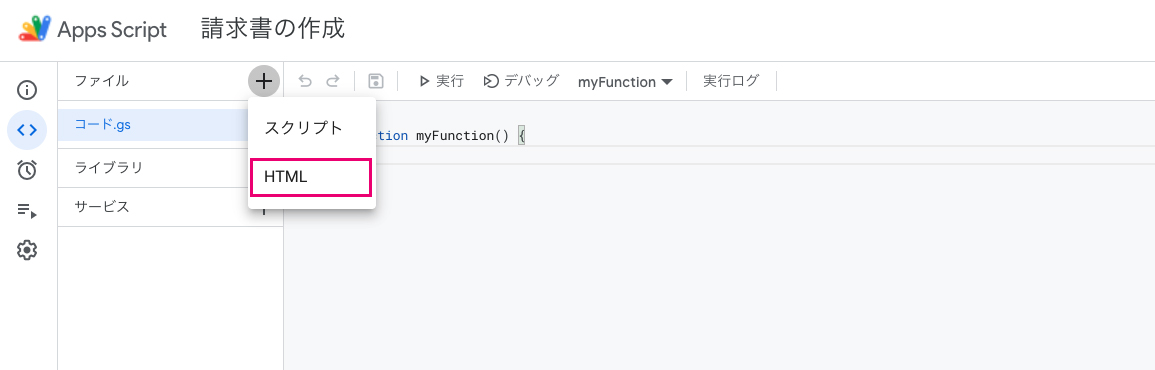 Apps Script 請求書の作成
ファイル
実行 デバッグ myFunction 実行ログ
コード.gs
スクリプト
tion myFunction() {
ライブラリ
HTML
サービス